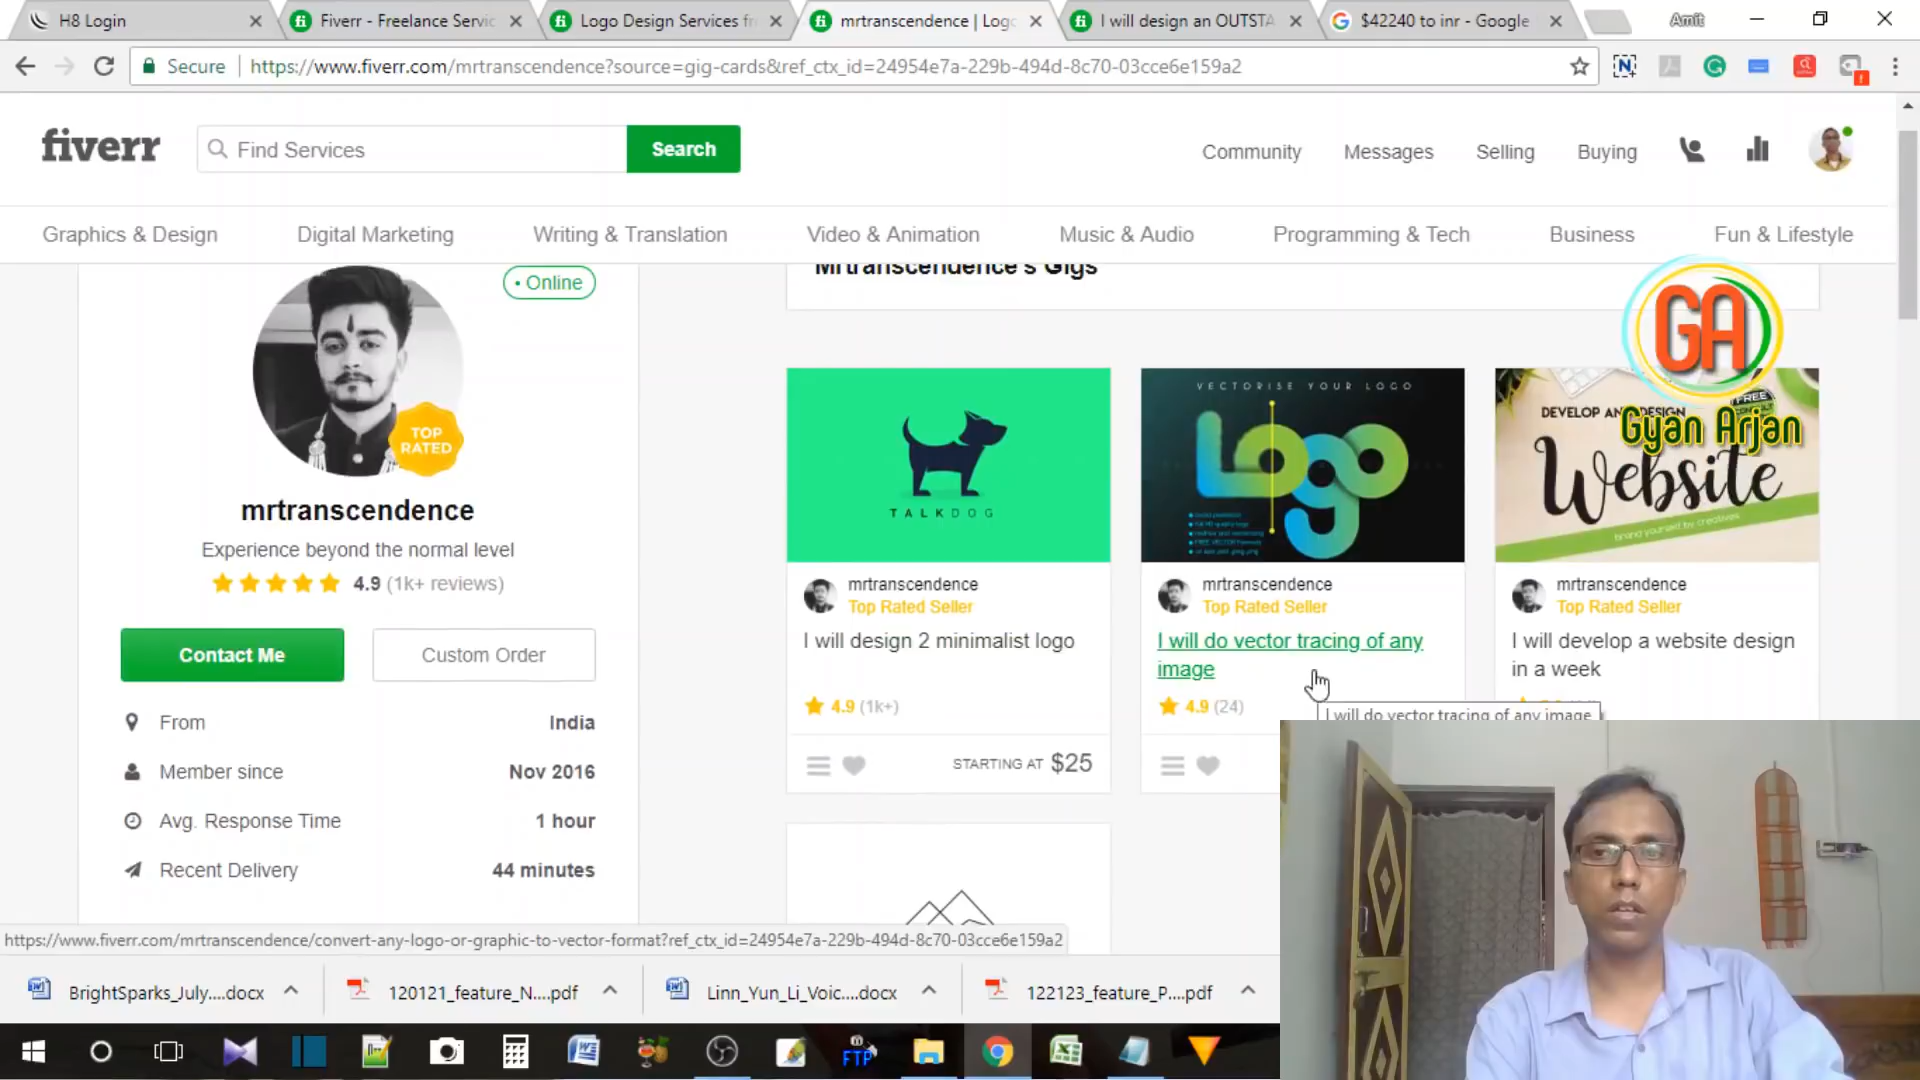 H8 Login
Fiverr - Freelance Servic
Logo Design Services fr
mrtranscendence | Logo
I will design an OUTSTA
$42240 to inr - Google
Amit
Secure
https://www.fiverr.com/mrtranscendence?source=gig-cards&ref_ctx_id=24954e7a-229b-494d-8c70-03cce6e159a2
fiverr
Find Services
Search
Community
Messages
Selling
Buying
Graphics & Design
Digital Marketing
Writing & Translation
Video & Animation
Music & Audio
Programming & Tech
Business
Fun & Lifestyle
• Online
TOP
RATED
mrtranscendence
Experience beyond the normal level
4.9 (1k+ reviews)
Contact Me
Custom Order
From
India
Member since
Nov 2016
Avg. Response Time
1 hour
Recent Delivery
44 minutes
Mrtranscendence's Gigs
TALKDOG
mrtranscendence
Top Rated Seller
I will design 2 minimalist logo
4.9 (1k+)
STARTING AT $25
VECTORISE YOUR LOGO
Logo
mrtranscendence
Top Rated Seller
I will do vector tracing of any
image
4.9 (24)
I will do vector tracing of any image
GA
Gyan Arjan
FREE
DEVELOP AND DESIGN
Website
brand yourself by creatives
mrtranscendence
Top Rated Seller
I will develop a website design
in a week
https://www.fiverr.com/mrtranscendence/convert-any-logo-or-graphic-to-vector-format?ref_ctx_id=24954e7a-229b-494d-8c70-03cce6e159a2
BrightSparks_July....docx
120121_feature_N....pdf
Linn_Yun_Li_Voic....docx
122123_feature_P....pdf
FTP